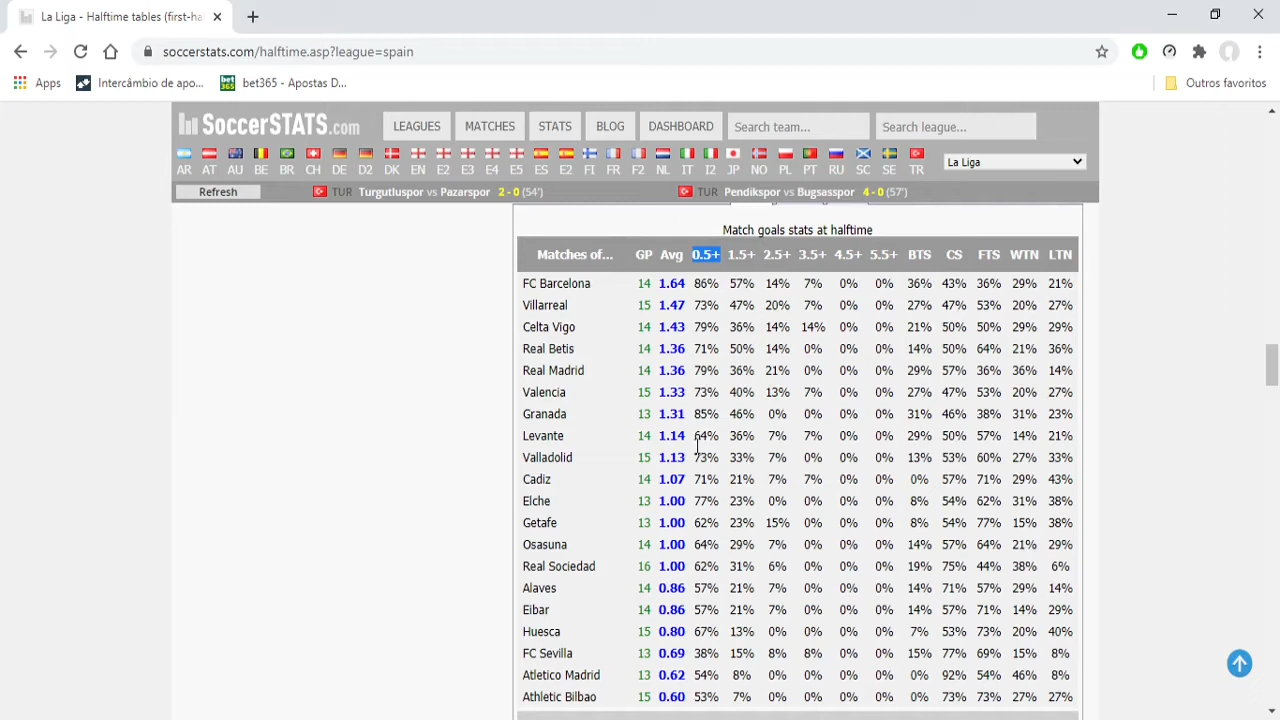 La Liga - Halftime tables (first-ha
soccerstats.com/halftime.asp?league=spain
Apps Intercâmbio de apo... bet365 - Apostas D... Outros favoritos
SoccerSTATS.com LEAGUES MATCHES STATS BLOG DASHBOARD Search team... Search league...
AR AT AU BE BR CH DE D2 DK EN E2 E3 E4 E5 ES E2 FI FR F2 NL IT I2 JP NO PL PT RU SC SE TR La Liga
Refresh TUR Turgutluspor vs Pazarspor 2 - 0 (54') TUR Pendikspor vs Bugsasspor 4 - 0 (57')
Match goals stats at halftime
Matches of... GP Avg 0.5+ 1.5+ 2.5+ 3.5+ 4.5+ 5.5+ BTS CS FTS WTN LTN
FC Barcelona 14 1.64 86% 57% 14% 7% 0% 0% 36% 43% 36% 29% 21%
Villarreal 15 1.47 73% 47% 20% 7% 0% 0% 27% 47% 53% 20% 27%
Celta Vigo 14 1.43 79% 36% 14% 14% 0% 0% 21% 50% 50% 29% 29%
Real Betis 14 1.36 71% 50% 14% 0% 0% 0% 14% 50% 64% 21% 36%
Real Madrid 14 1.36 79% 36% 21% 0% 0% 0% 29% 57% 36% 36% 14%
Valencia 15 1.33 73% 40% 13% 7% 0% 0% 27% 47% 53% 20% 27%
Granada 13 1.31 85% 46% 0% 0% 0% 0% 31% 46% 38% 31% 23%
Levante 14 1.14 64% 36% 7% 7% 0% 0% 29% 50% 57% 14% 21%
Valladolid 15 1.13 73% 33% 7% 0% 0% 0% 13% 53% 60% 27% 33%
Cadiz 14 1.07 71% 21% 7% 7% 0% 0% 0% 57% 71% 29% 43%
Elche 13 1.00 77% 23% 0% 0% 0% 0% 8% 54% 62% 31% 38%
Getafe 13 1.00 62% 23% 15% 0% 0% 0% 8% 54% 77% 15% 38%
Osasuna 14 1.00 64% 29% 7% 0% 0% 0% 14% 57% 64% 21% 29%
Real Sociedad 16 1.00 62% 31% 6% 0% 0% 0% 19% 75% 44% 38% 6%
Alaves 14 0.86 57% 21% 7% 0% 0% 0% 14% 71% 57% 29% 14%
Eibar 14 0.86 57% 21% 7% 0% 0% 0% 14% 57% 71% 14% 29%
Huesca 15 0.80 67% 13% 0% 0% 0% 0% 7% 53% 73% 20% 40%
FC Sevilla 13 0.69 38% 15% 8% 8% 0% 0% 15% 77% 69% 15% 8%
Atletico Madrid 13 0.62 54% 8% 0% 0% 0% 0% 0% 92% 54% 46% 8%
Athletic Bilbao 15 0.60 53% 7% 0% 0% 0% 0% 0% 73% 73% 27% 27%